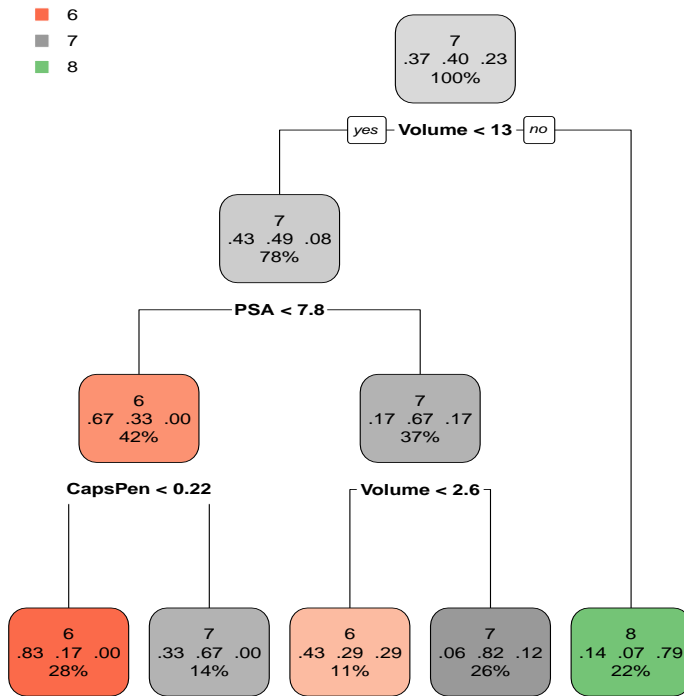 6
7
8
7
.37 .40 .23
100%
yes Volume < 13 no
7
.43 .49 .08
78%
PSA < 7.8
6
.67 .33 .00
42%
7
.17 .67 .17
37%
CapsPen < 0.22
Volume < 2.6
6
.83 .17 .00
28%
7
.33 .67 .00
14%
6
.43 .29 .29
11%
7
.06 .82 .12
26%
8
.14 .07 .79
22%